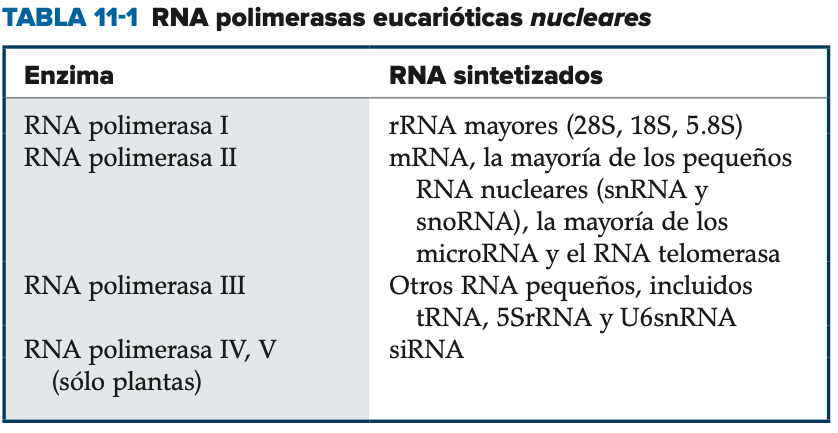 TABLA 11-1 RNA polimerasas eucarióticas nucleares
Enzima RNA sintetizados
RNA polimerasa I rRNA mayores (28S, 18S, 5.8S)
RNA polimerasa II mRNA, la mayoría de los pequeños
RNA nucleares (snRNA y
snoRNA), la mayoría de los
microRNA y el RNA telomerasa
RNA polimerasa III Otros RNA pequeños, incluidos
tRNA, 5SrRNA y U6snRNA
RNA polimerasa IV, V siRNA
(sólo plantas)